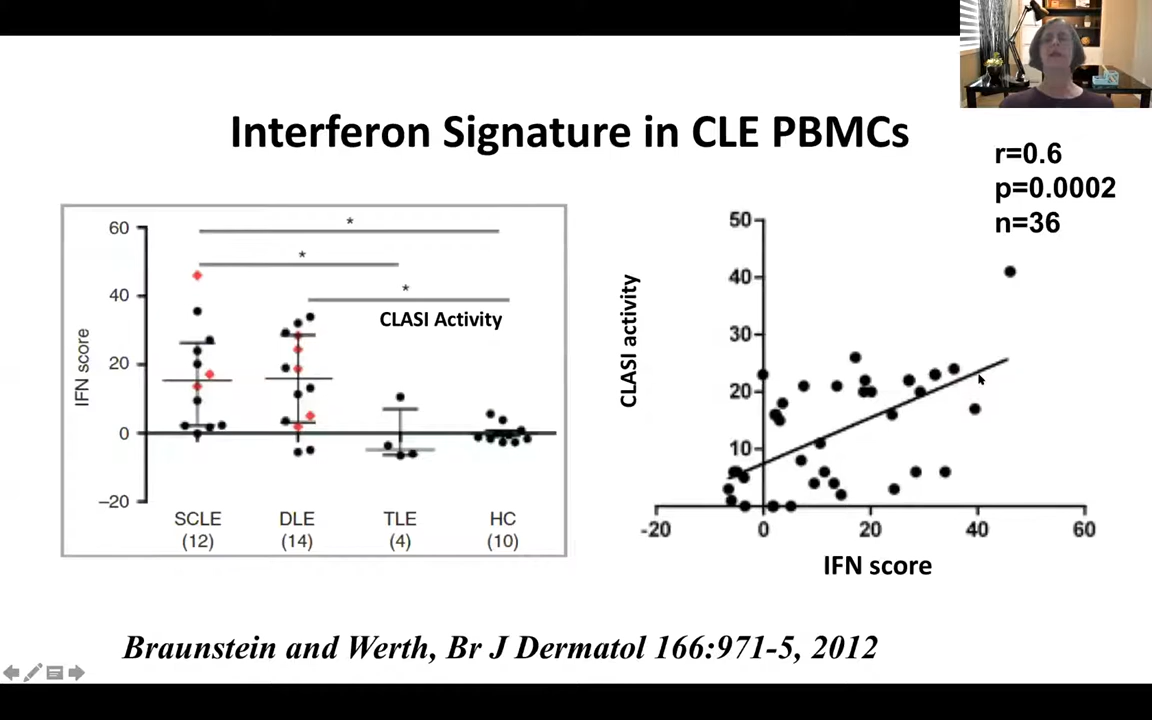 Interferon Signature in CLE PBMCs
r=0.6
p=0.0002
n=36
60
40
20
0
–20
IFN score
*
*
*
CLASI Activity
SCLE
(12)
DLE
(14)
TLE
(4)
HC
(10)
CLASI activity
50
40
30
20
10
-20
0
20
40
60
IFN score
Braunstein and Werth, Br J Dermatol 166:971-5, 2012